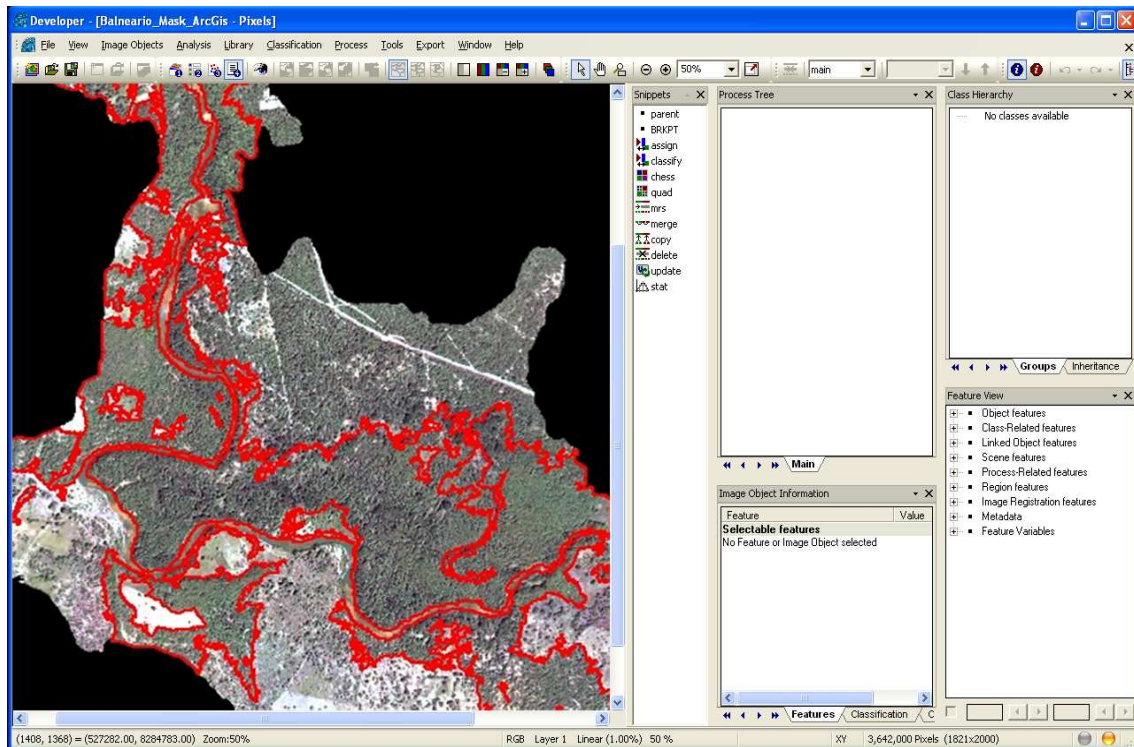 Developer - [Balneario_Mask_ArcGis - Pixels]
File View Image Objects Analysis Library Classification Process Tools Export Window Help
50% main
Snippets
parent
BRKPT
assign
classify
chess
quad
mrs
merge
copy
delete
update
stat
Process Tree
Main
Class Hierarchy
No classes available
Groups Inheritance
Image Object Information
Feature Value
Selectable features
No Feature or Image Object selected
Features Classification C
Feature View
Object features
Class-Related features
Linked Object features
Scene features
Process-Related features
Region features
Image Registration features
Metadata
Feature Variables
(1408, 1368) = (527282.00, 8284783.00) Zoom:50% RGB Layer 1 Linear (1.00%) 50 % XY 3,642,000 Pixels (1821x2000)